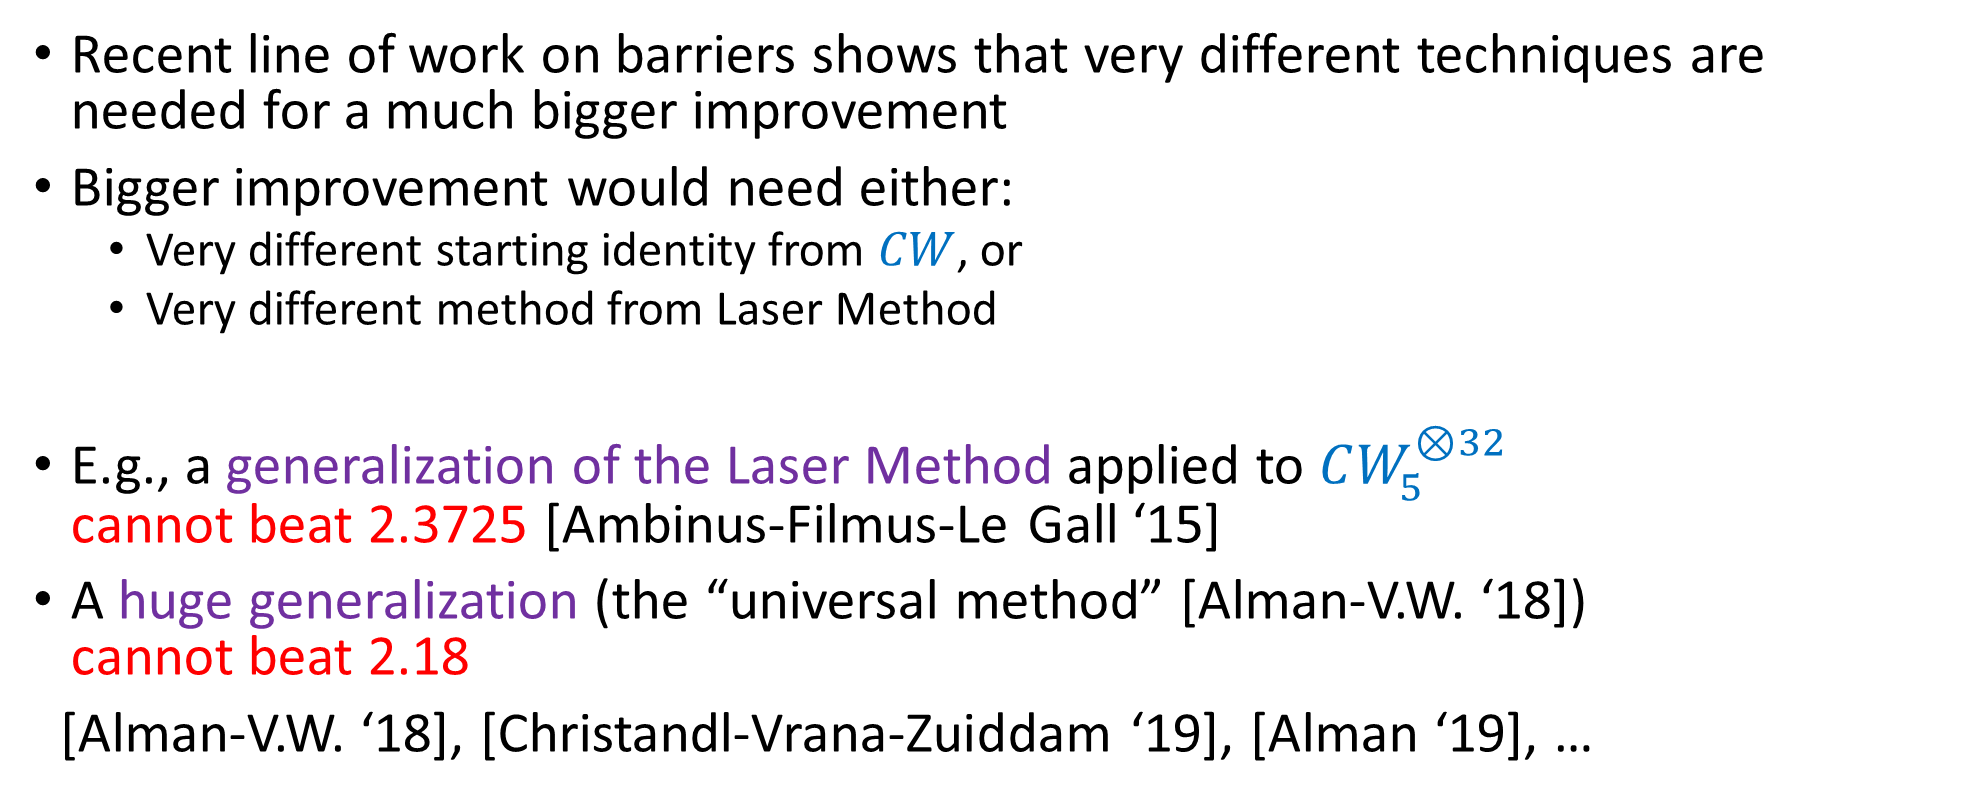 • Recent line of work on barriers shows that very different techniques are
needed for a much bigger improvement
• Bigger improvement would need either:
• Very different starting identity from CW, or
• Very different method from Laser Method
• E.g., a generalization of the Laser Method applied to CW₅^⊗32
cannot beat 2.3725 [Ambinus-Filmus-Le Gall ‘15]
• A huge generalization (the “universal method” [Alman-V.W. ‘18])
cannot beat 2.18
[Alman-V.W. ‘18], [Christandl-Vrana-Zuiddam ‘19], [Alman ‘19], …